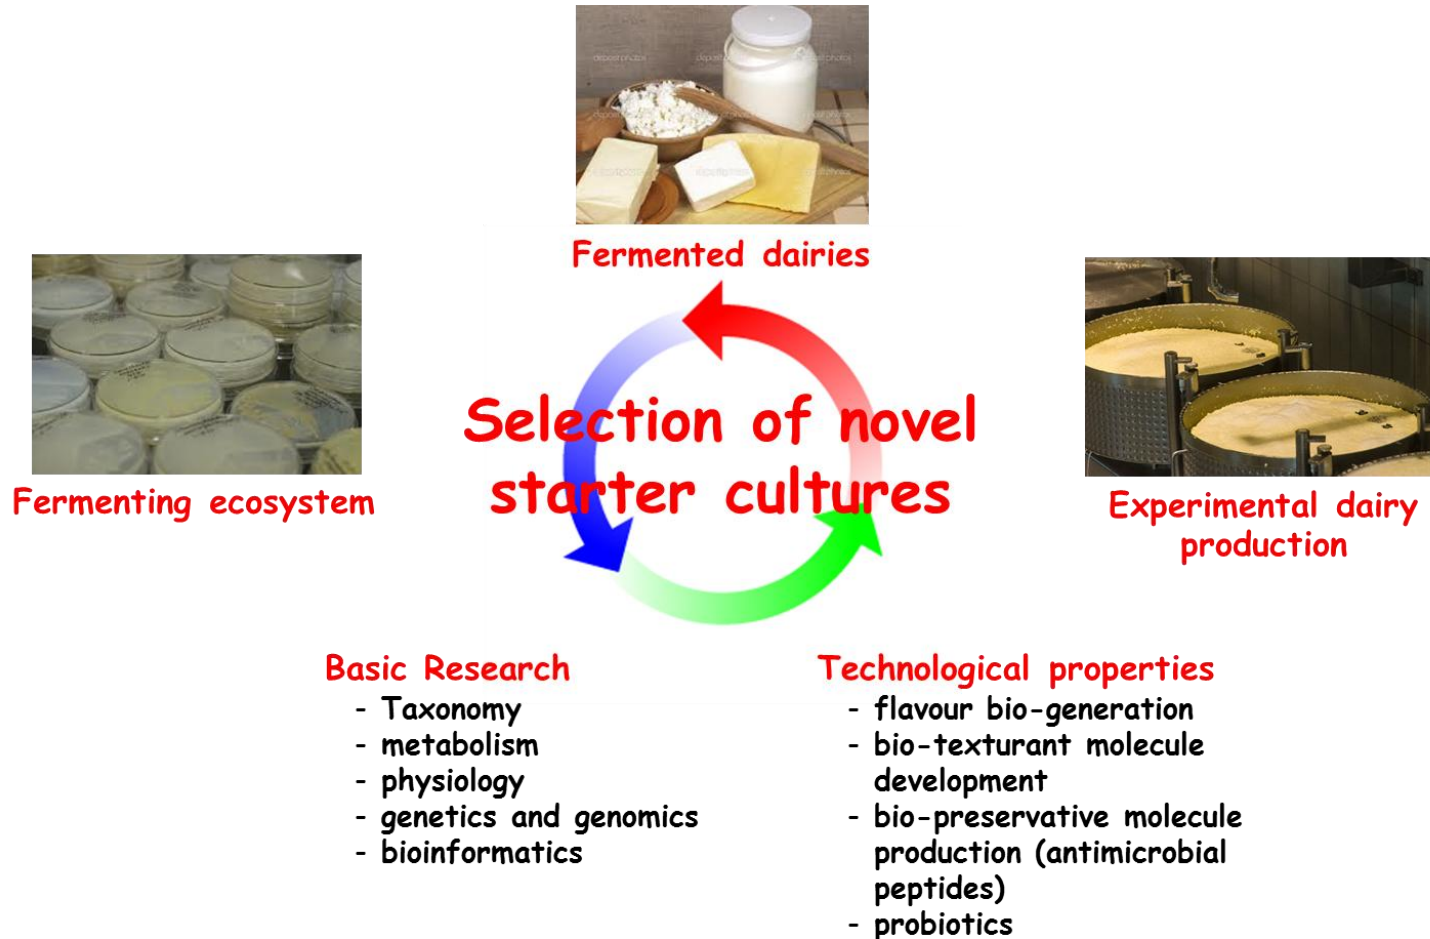 Fermented dairies
Fermenting ecosystem
Selection of novel
starter cultures
Experimental dairy
production
Basic Research
- Taxonomy
- metabolism
- physiology
- genetics and genomics
- bioinformatics
Technological properties
- flavour bio-generation
- bio-texturant molecule
development
- bio-preservative molecule
production (antimicrobial
peptides)
- probiotics